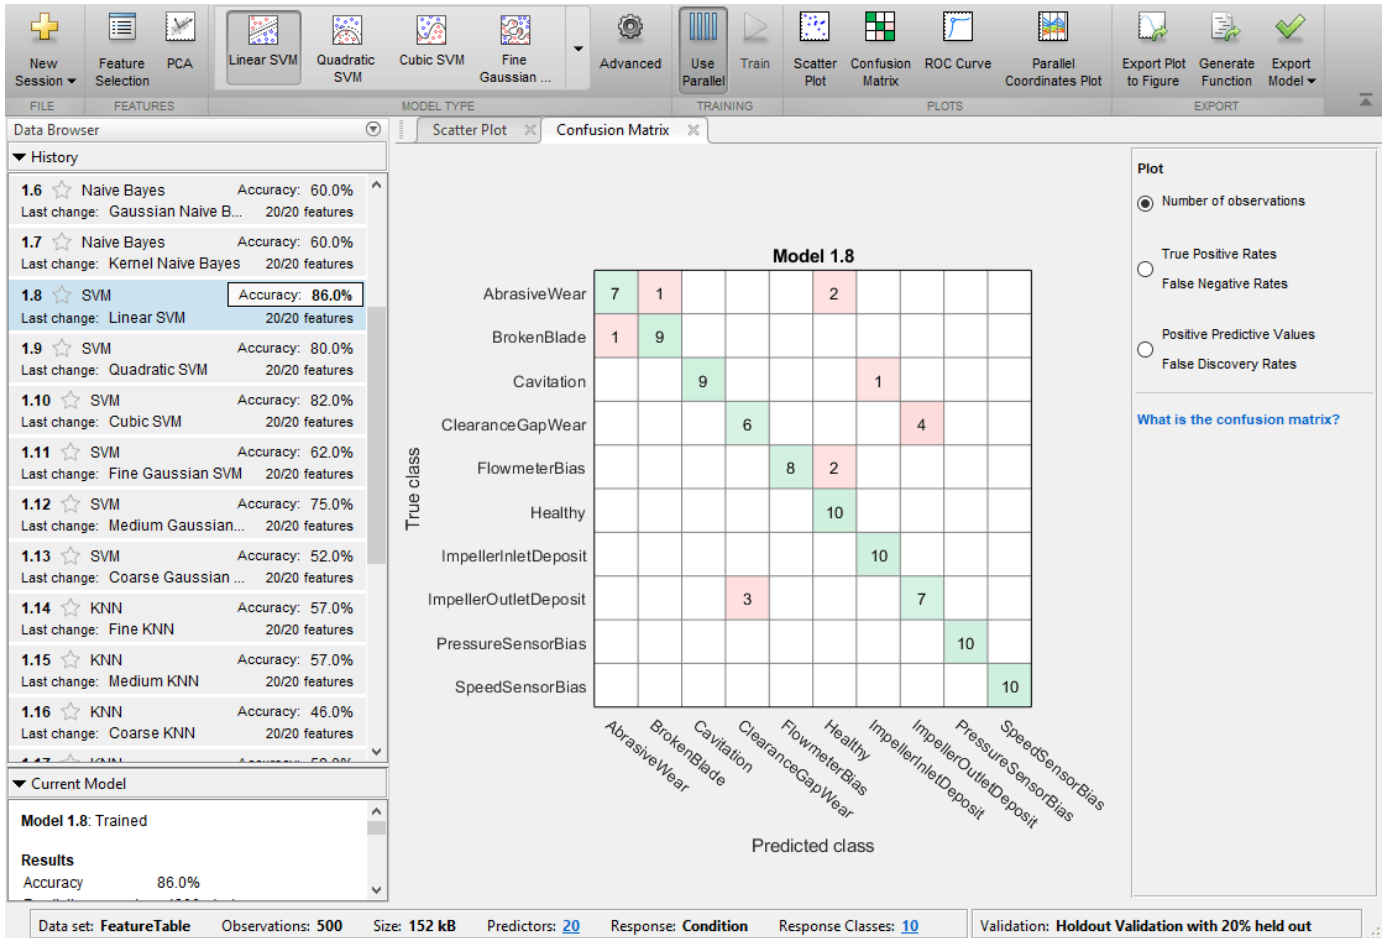 New Session
Feature Selection
PCA
Linear SVM
Quadratic SVM
Cubic SVM
Fine Gaussian ...
Advanced
Use Parallel
Train
Scatter Plot
Confusion Matrix
ROC Curve
Parallel Coordinates Plot
Export Plot to Figure
Generate Function
Export Model
FILE
FEATURES
MODEL TYPE
TRAINING
PLOTS
EXPORT
Data Browser
History
1.6 Naive Bayes Accuracy: 60.0%
Last change: Gaussian Naive B... 20/20 features
1.7 Naive Bayes Accuracy: 60.0%
Last change: Kernel Naive Bayes 20/20 features
1.8 SVM Accuracy: 86.0%
Last change: Linear SVM 20/20 features
1.9 SVM Accuracy: 80.0%
Last change: Quadratic SVM 20/20 features
1.10 SVM Accuracy: 82.0%
Last change: Cubic SVM 20/20 features
1.11 SVM Accuracy: 62.0%
Last change: Fine Gaussian SVM 20/20 features
1.12 SVM Accuracy: 75.0%
Last change: Medium Gaussian... 20/20 features
1.13 SVM Accuracy: 52.0%
Last change: Coarse Gaussian ... 20/20 features
1.14 KNN Accuracy: 57.0%
Last change: Fine KNN 20/20 features
1.15 KNN Accuracy: 57.0%
Last change: Medium KNN 20/20 features
1.16 KNN Accuracy: 46.0%
Last change: Coarse KNN 20/20 features
Current Model
Model 1.8: Trained
Results
Accuracy 86.0%
Scatter Plot
Confusion Matrix
Model 1.8
True class
AbrasiveWear 7 1 2
BrokenBlade 1 9
Cavitation 9 1
ClearanceGapWear 6 4
FlowmeterBias 8 2
Healthy 10
ImpellerInletDeposit 10
ImpellerOutletDeposit 3 7
PressureSensorBias 10
SpeedSensorBias 10
AbrasiveWear
BrokenBlade
Cavitation
ClearanceGapWear
FlowmeterBias
Healthy
ImpellerInletDeposit
ImpellerOutletDeposit
PressureSensorBias
SpeedSensorBias
Predicted class
Plot
Number of observations
True Positive Rates
False Negative Rates
Positive Predictive Values
False Discovery Rates
What is the confusion matrix?
Data set: FeatureTable Observations: 500 Size: 152 kB Predictors: 20 Response: Condition Response Classes: 10 Validation: Holdout Validation with 20% held out